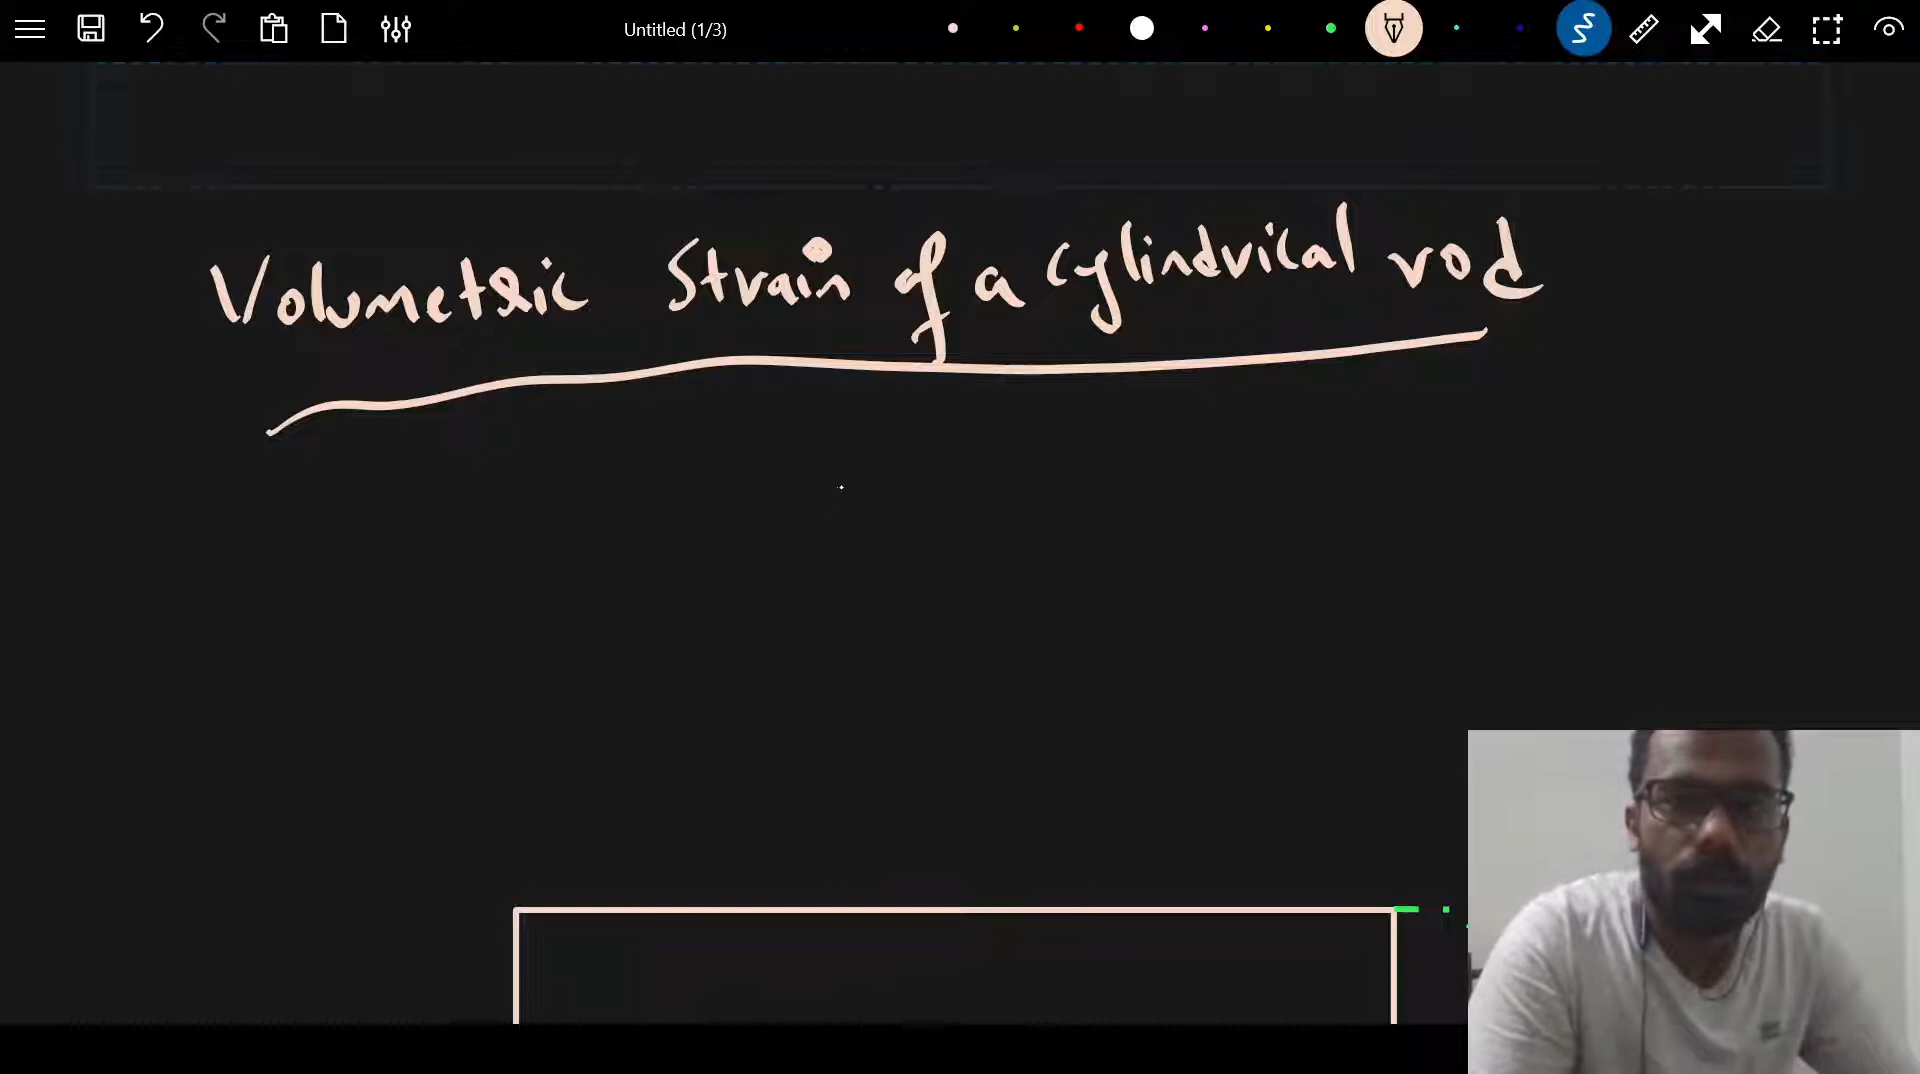 Untitled (1/3)
Volumetric Strain of a cylindrical rod